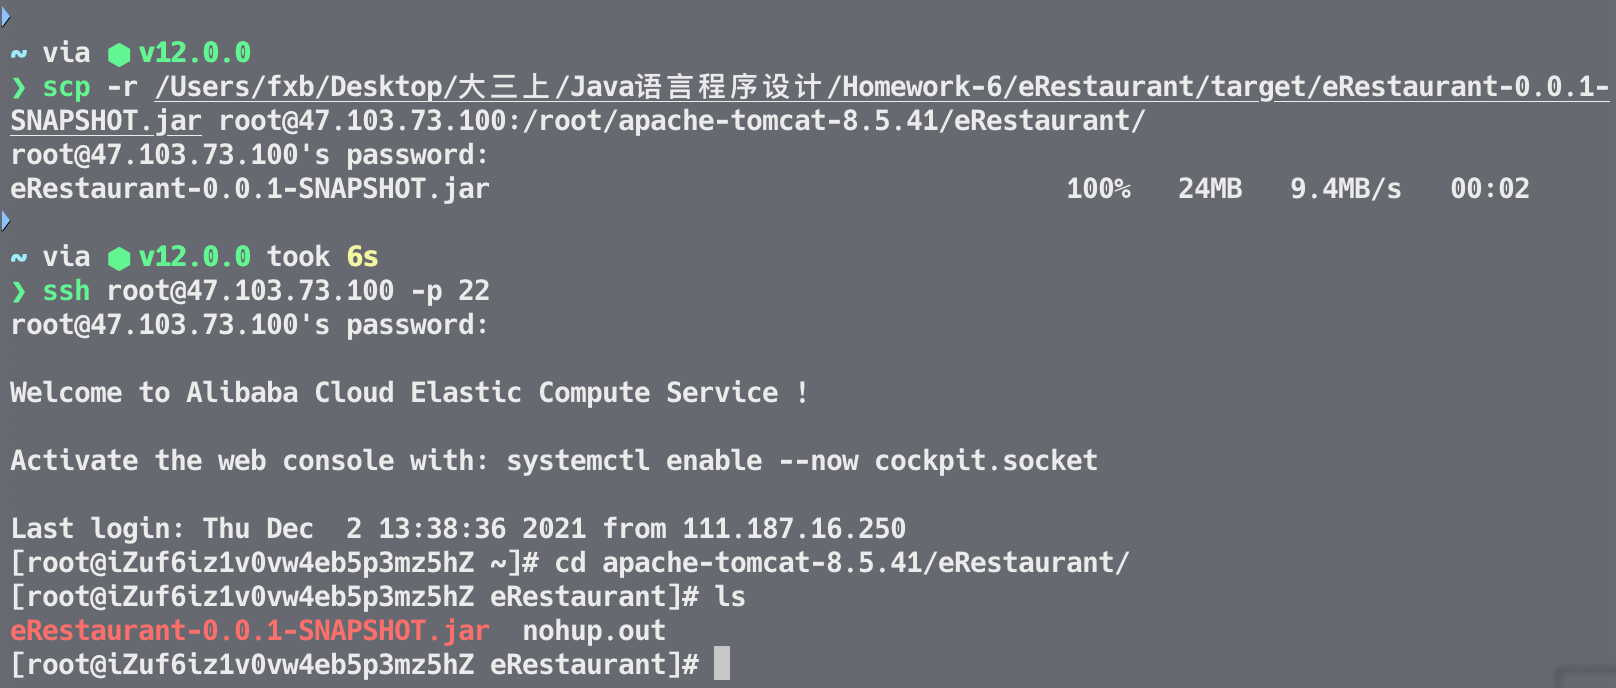 ~ via ⬢ v12.0.0
❯ scp -r /Users/fxb/Desktop/大三上/Java语言程序设计/Homework-6/eRestaurant/target/eRestaurant-0.0.1-
SNAPSHOT.jar root@47.103.73.100:/root/apache-tomcat-8.5.41/eRestaurant/
root@47.103.73.100's password:
eRestaurant-0.0.1-SNAPSHOT.jar 100% 24MB 9.4MB/s 00:02
~ via ⬢ v12.0.0 took 6s
❯ ssh root@47.103.73.100 -p 22
root@47.103.73.100's password:
Welcome to Alibaba Cloud Elastic Compute Service !
Activate the web console with: systemctl enable --now cockpit.socket
Last login: Thu Dec  2 13:38:36 2021 from 111.187.16.250
[root@iZuf6iz1v0vw4eb5p3mz5hZ ~]# cd apache-tomcat-8.5.41/eRestaurant/
[root@iZuf6iz1v0vw4eb5p3mz5hZ eRestaurant]# ls
eRestaurant-0.0.1-SNAPSHOT.jar  nohup.out
[root@iZuf6iz1v0vw4eb5p3mz5hZ eRestaurant]#